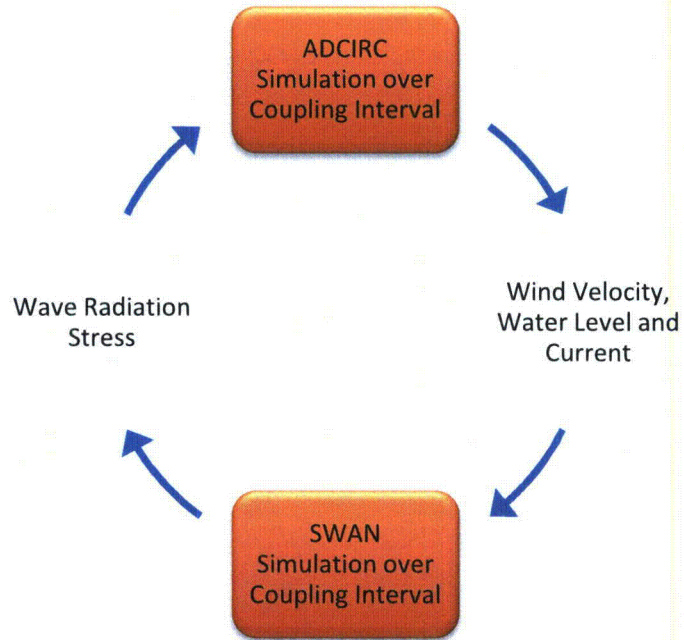 ADCIRC
Simulation over
Coupling Interval
Wind Velocity,
Water Level and
Current
SWAN
Simulation over
Coupling Interval
Wave Radiation
Stress